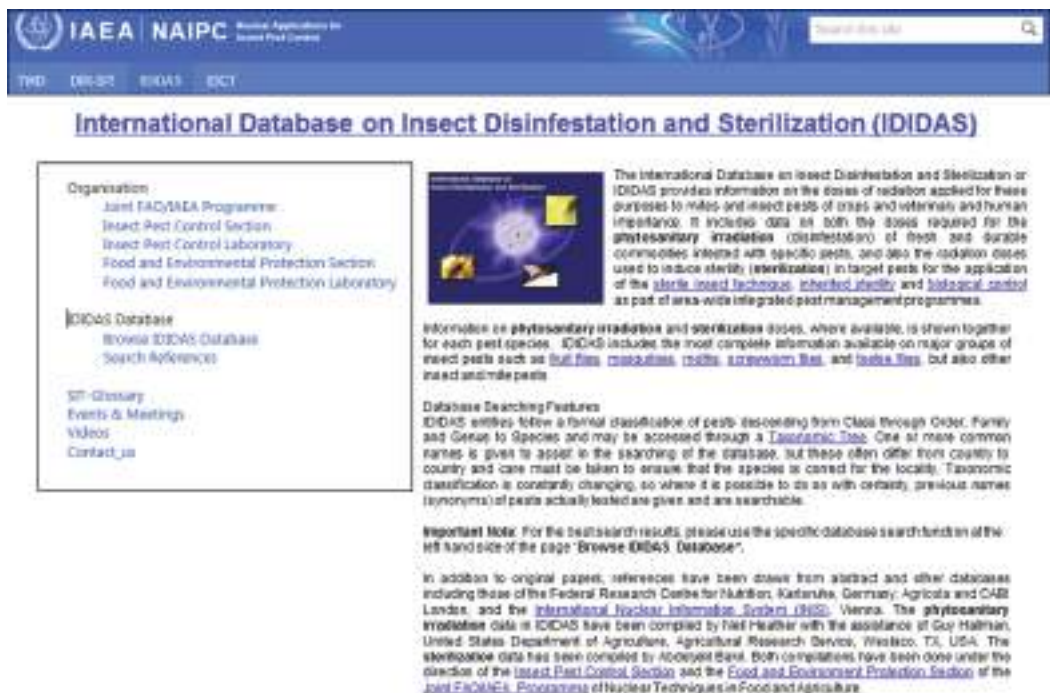 IAEA NAIPC Nuclear Applications for
Insect Pest Control
Search this site
TWD DIR-SIT IDIDAS IDCT
International Database on Insect Disinfestation and Sterilization (IDIDAS)
Organisation
Joint FAO/IAEA Programme
Insect Pest Control Section
Insect Pest Control Laboratory
Food and Environmental Protection Section
Food and Environmental Protection Laboratory
IDIDAS Database
Browse IDIDAS Database
Search References
SIT-Glossary
Events & Meetings
Videos
Contact_us
The International Database on Insect Disinfestation and Sterilization or
IDIDAS provides information on the doses of radiation applied for these
purposes to mites and insect pests of crops and veterinary and human
importance. It includes data on both the doses required for the
phytosanitary irradiation (disinfestation) of fresh and durable
commodities infested with specific pests, and also the radiation doses
used to induce sterility (sterilization) in target pests for the application
of the sterile insect technique, inherited sterility and biological control
as part of area-wide integrated pest management programmes.
Information on phytosanitary irradiation and sterilization doses, where available, is shown together
for each pest species. IDIDAS includes the most complete information available on major groups of
insect pests such as fruit flies, mosquitoes, moths, screwworm flies, and tsetse flies, but also other
insect and mite pests
Database Searching Features
IDIDAS entities follow a formal classification of pests descending from Class through Order, Family
and Genus to Species and may be accessed through a Taxonomic Tree. One or more common
names is given to assist in the searching of the database, but these often differ from country to
country and care must be taken to ensure that the species is correct for the locality. Taxonomic
classification is constantly changing, so where it is possible to do so with certainty, previous names
(synonyms) of pests actually tested are given and are searchable.
Important Note: For the best search results, please use the specific database search function at the
left hand side of the page "Browse IDIDAS Database".
In addition to original papers, references have been drawn from abstract and other databases
including those of the Federal Research Centre for Nutrition, Karlsruhe, Germany; Agricola and CABI
London, and the International Nuclear Information System (INIS), Vienna. The phytosanitary
irradiation data in IDIDAS have been compiled by Neil Heather with the assistance of Guy Hallman,
United States Department of Agriculture, Agricultural Research Service, Weslaco, TX, USA. The
sterilization data has been compiled by Abdeljelil Bakri. Both compilations have been done under the
direction of the Insect Pest Control Section and the Food and Environment Protection Section of the
Joint FAO/IAEA Programme of Nuclear Techniques in Food and Agriculture